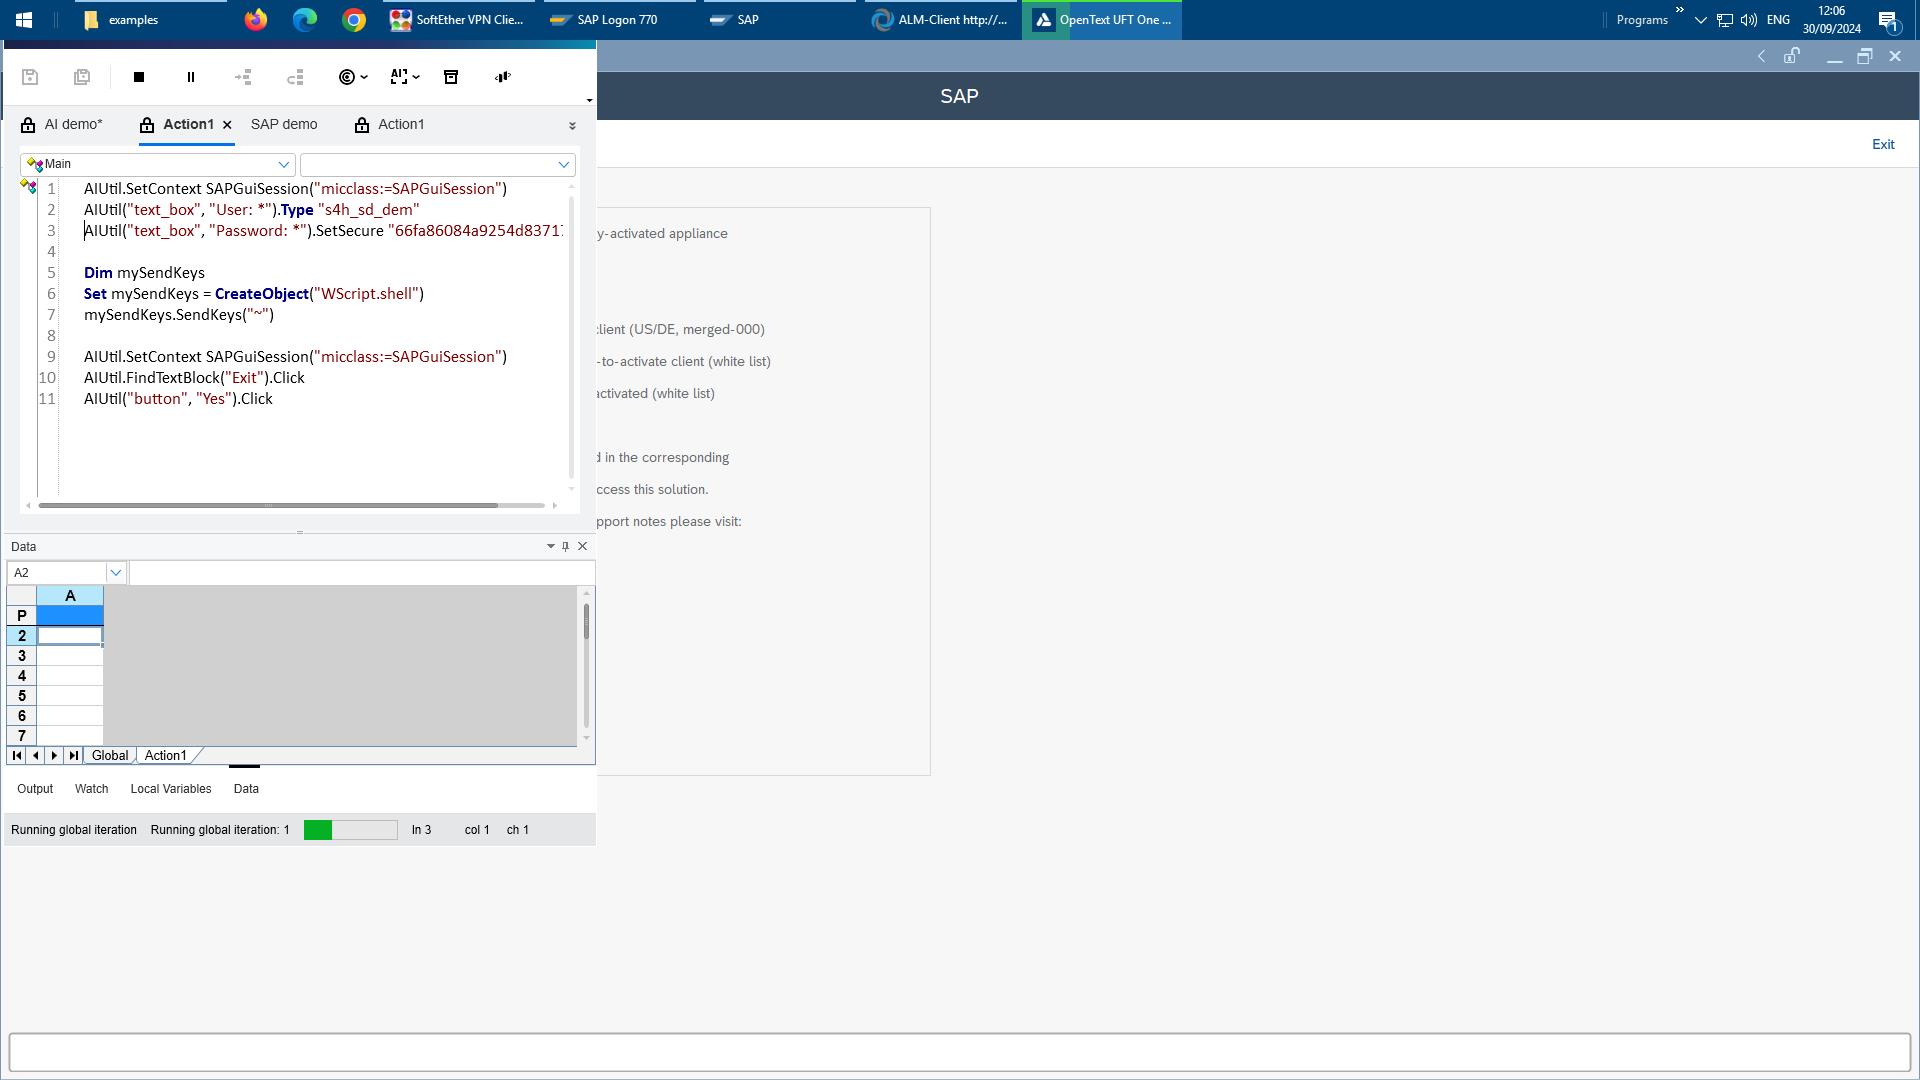 examples
SoftEther VPN Clie...
SAP Logon 770
SAP
ALM-Client http://...
OpenText UFT One ...
Programs
»
ENG
12:06
30/09/2024
1
SAP
Exit
AI demo*
Action1
SAP demo
Action1
Main
1 AIUtil.SetContext SAPGuiSession("micclass:=SAPGuiSession")
2 AIUtil("text_box", "User: *").Type "s4h_sd_dem"
3 AIUtil("text_box", "Password: *").SetSecure "66fa86084a9254d8371
4
5 Dim mySendKeys
6 Set mySendKeys = CreateObject("WScript.shell")
7 mySendKeys.SendKeys("~")
8
9 AIUtil.SetContext SAPGuiSession("micclass:=SAPGuiSession")
10 AIUtil.FindTextBlock("Exit").Click
11 AIUtil("button", "Yes").Click
y-activated appliance
lient (US/DE, merged-000)
-to-activate client (white list)
activated (white list)
d in the corresponding
ccess this solution.
pport notes please visit:
Data
A2
A
P
2
3
4
5
6
7
Global
Action1
Output
Watch
Local Variables
Data
Running global iteration
Running global iteration: 1
ln 3
col 1
ch 1